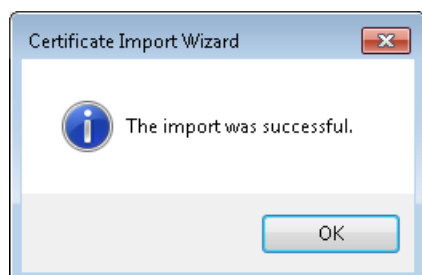 Certificate Import Wizard
The import was successful.
OK